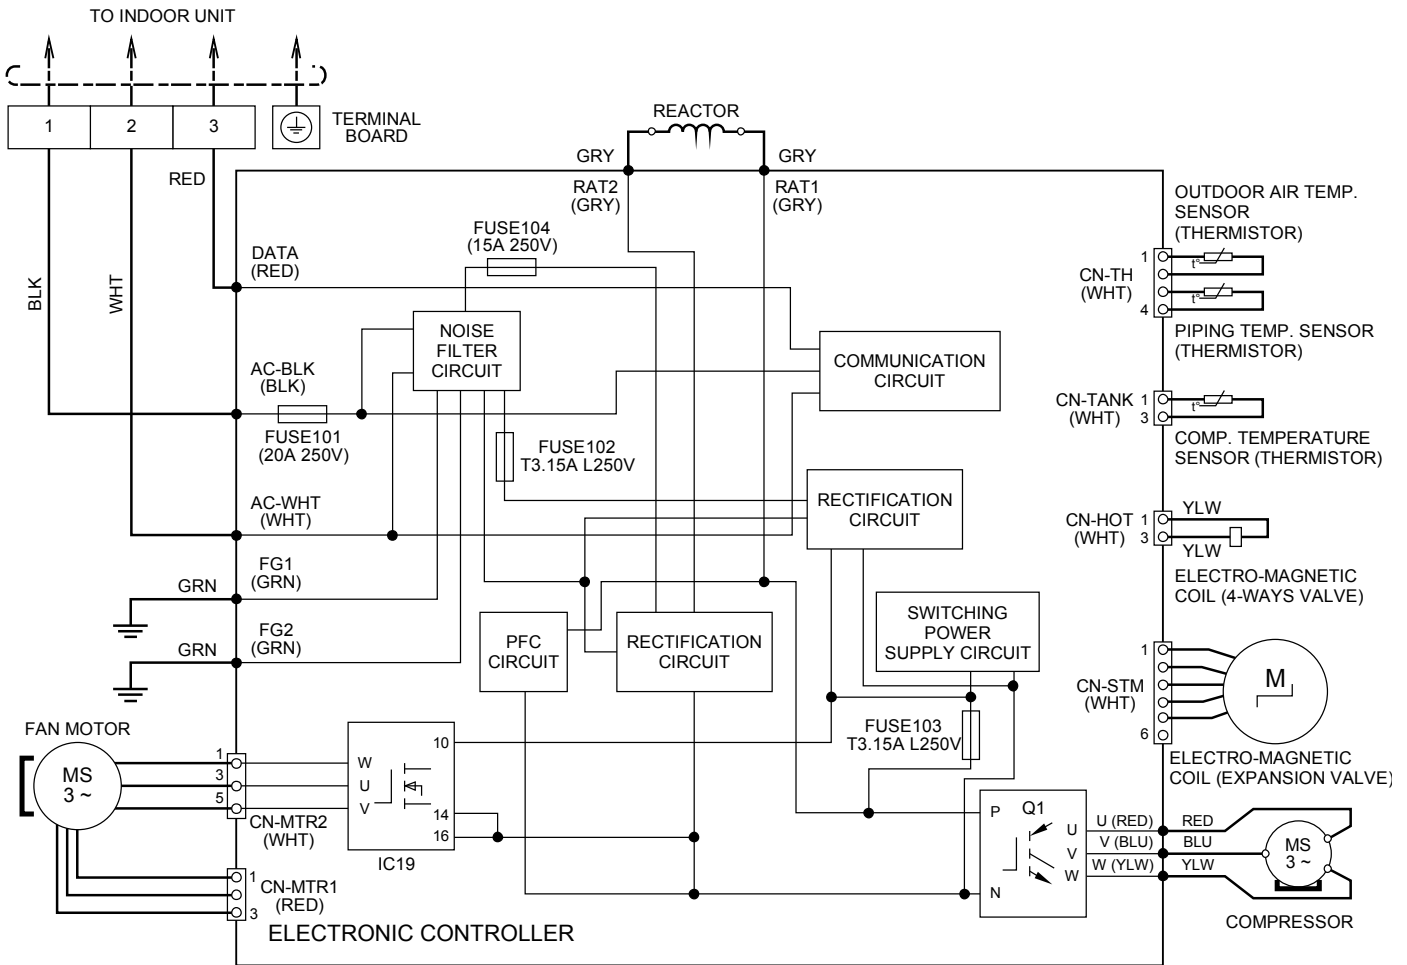 TO INDOOR UNIT
1
2
3
TERMINAL
BOARD
REACTOR
GRY
GRY
RAT2
(GRY)
RAT1
(GRY)
RED
BLK
WHT
DATA
(RED)
FUSE104
(15A 250V)
NOISE
FILTER
CIRCUIT
COMMUNICATION
CIRCUIT
AC-BLK
(BLK)
FUSE101
(20A 250V)
FUSE102
T3.15A L250V
AC-WHT
(WHT)
RECTIFICATION
CIRCUIT
FG1
(GRN)
GRN
FG2
(GRN)
GRN
PFC
CIRCUIT
RECTIFICATION
CIRCUIT
SWITCHING
POWER
SUPPLY CIRCUIT
FUSE103
T3.15A L250V
FAN MOTOR
MS
3 ~
1
3
5
CN-MTR2
(WHT)
1
3
CN-MTR1
(RED)
W
U
V
10
14
16
IC19
P
N
Q1
U
V
W
U (RED)
V (BLU)
W (YLW)
RED
BLU
YLW
MS
3 ~
COMPRESSOR
OUTDOOR AIR TEMP.
SENSOR
(THERMISTOR)
CN-TH
(WHT)
1
4
t°
t°
PIPING TEMP. SENSOR
(THERMISTOR)
CN-TANK
(WHT)
1
3
t°
COMP. TEMPERATURE
SENSOR (THERMISTOR)
CN-HOT
(WHT)
1
3
YLW
YLW
ELECTRO-MAGNETIC
COIL (4-WAYS VALVE)
CN-STM
(WHT)
1
6
M
ELECTRO-MAGNETIC
COIL (EXPANSION VALVE)
ELECTRONIC CONTROLLER